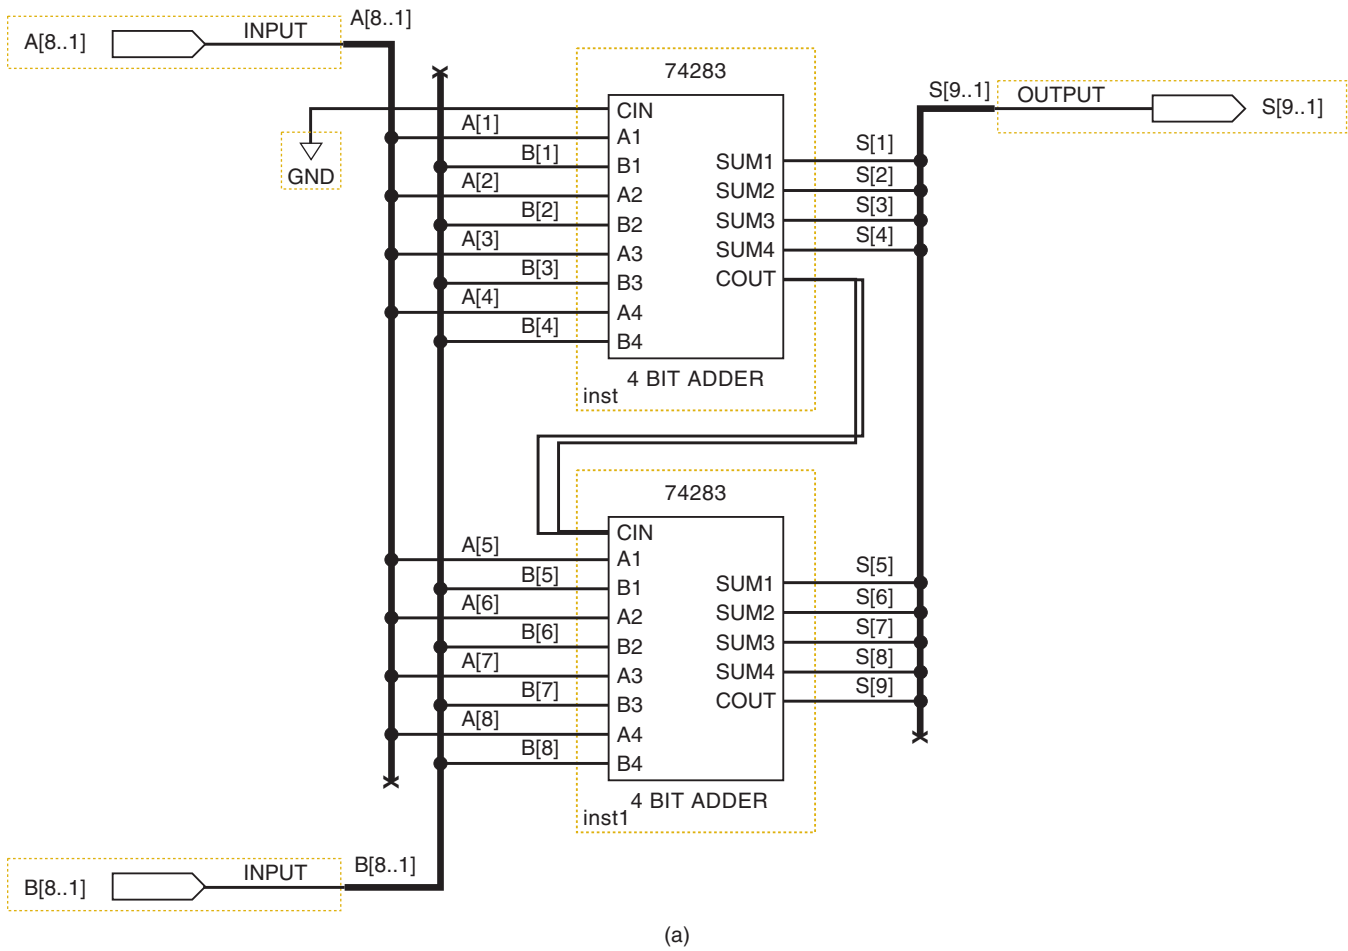 A[8..1]
INPUT
A[8..1]
GND
74283
CIN
A[1] A1
B[1] B1
A[2] A2
B[2] B2
A[3] A3
B[3] B3
A[4] A4
B[4] B4
SUM1 S[1]
SUM2 S[2]
SUM3 S[3]
SUM4 S[4]
COUT
4 BIT ADDER
inst
S[9..1]
OUTPUT
S[9..1]
74283
CIN
A[5] A1
B[5] B1
A[6] A2
B[6] B2
A[7] A3
B[7] B3
A[8] A4
B[8] B4
SUM1 S[5]
SUM2 S[6]
SUM3 S[7]
SUM4 S[8]
COUT S[9]
4 BIT ADDER
inst1
B[8..1]
INPUT
B[8..1]
(a)